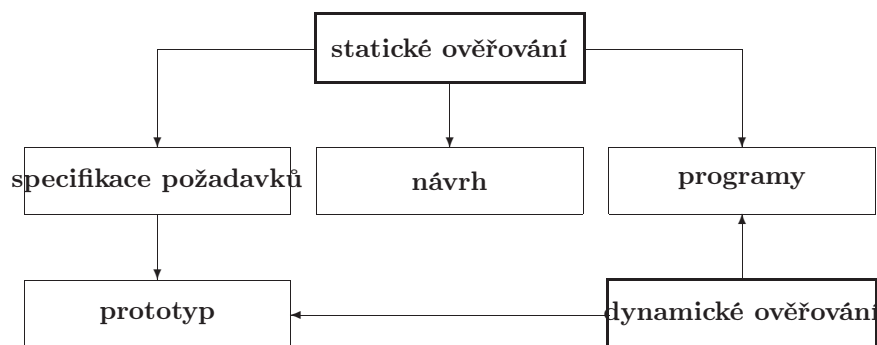 statické ověřování
specifikace požadavků
návrh
programy
prototyp
dynamické ověřování